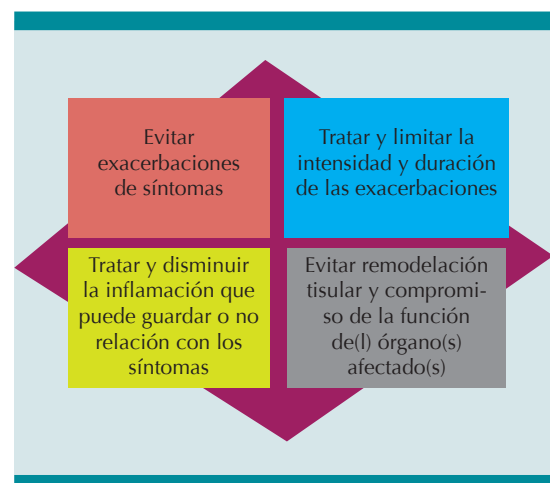 Evitar
exacerbaciones
de síntomas
Tratar y limitar la
intensidad y duración
de las exacerbaciones
Tratar y disminuir
la inflamación que
puede guardar o no
relación con los
síntomas
Evitar remodelación
tisular y compromi-
so de la función
de(l) órgano(s)
afectado(s)